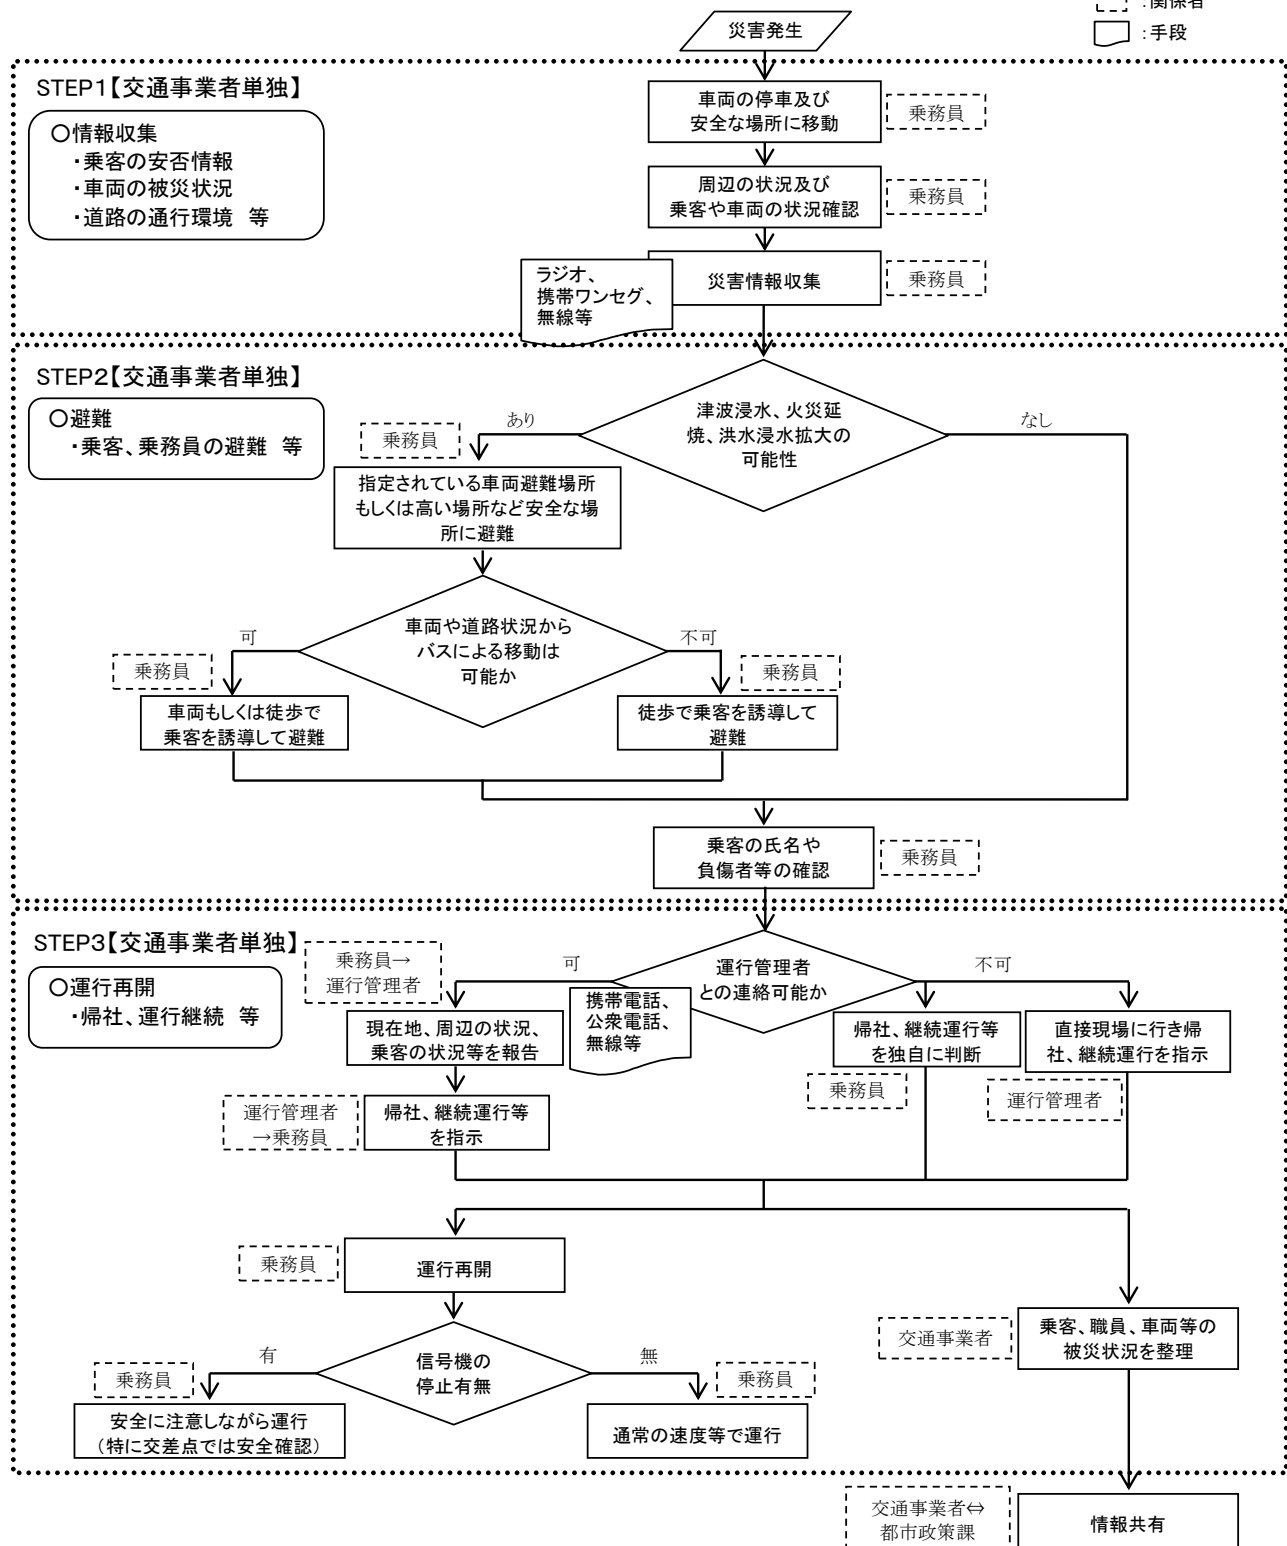 :関係者
:手段
災害発生
STEP1【交通事業者単独】
○情報収集
・乗客の安否情報
・車両の被災状況
・道路の通行環境 等
車両の停車及び
安全な場所に移動
乗務員
周辺の状況及び
乗客や車両の状況確認
乗務員
ラジオ、
携帯ワンセグ、
無線等
災害情報収集
乗務員
STEP2【交通事業者単独】
○避難
・乗客、乗務員の避難 等
津波浸水、火災延
焼、洪水浸水拡大の
可能性
あり
なし
乗務員
指定されている車両避難場所
もしくは高い場所など安全な場
所に避難
車両や道路状況から
バスによる移動は
可能か
可
不可
乗務員
乗務員
車両もしくは徒歩で
乗客を誘導して避難
徒歩で乗客を誘導して
避難
乗客の氏名や
負傷者等の確認
乗務員
STEP3【交通事業者単独】
○運行再開
・帰社、運行継続 等
乗務員→
運行管理者
可
運行管理者
との連絡可能か
不可
携帯電話、
公衆電話、
無線等
現在地、周辺の状況、
乗客の状況等を報告
帰社、継続運行等
を独自に判断
直接現場に行き帰
社、継続運行を指示
乗務員
運行管理者
運行管理者
→乗務員
帰社、継続運行等
を指示
乗務員
運行再開
信号機の
停止有無
有
無
乗務員
乗務員
安全に注意しながら運行
(特に交差点では安全確認)
通常の速度等で運行
交通事業者
乗客、職員、車両等の
被災状況を整理
交通事業者⇔
都市政策課
情報共有